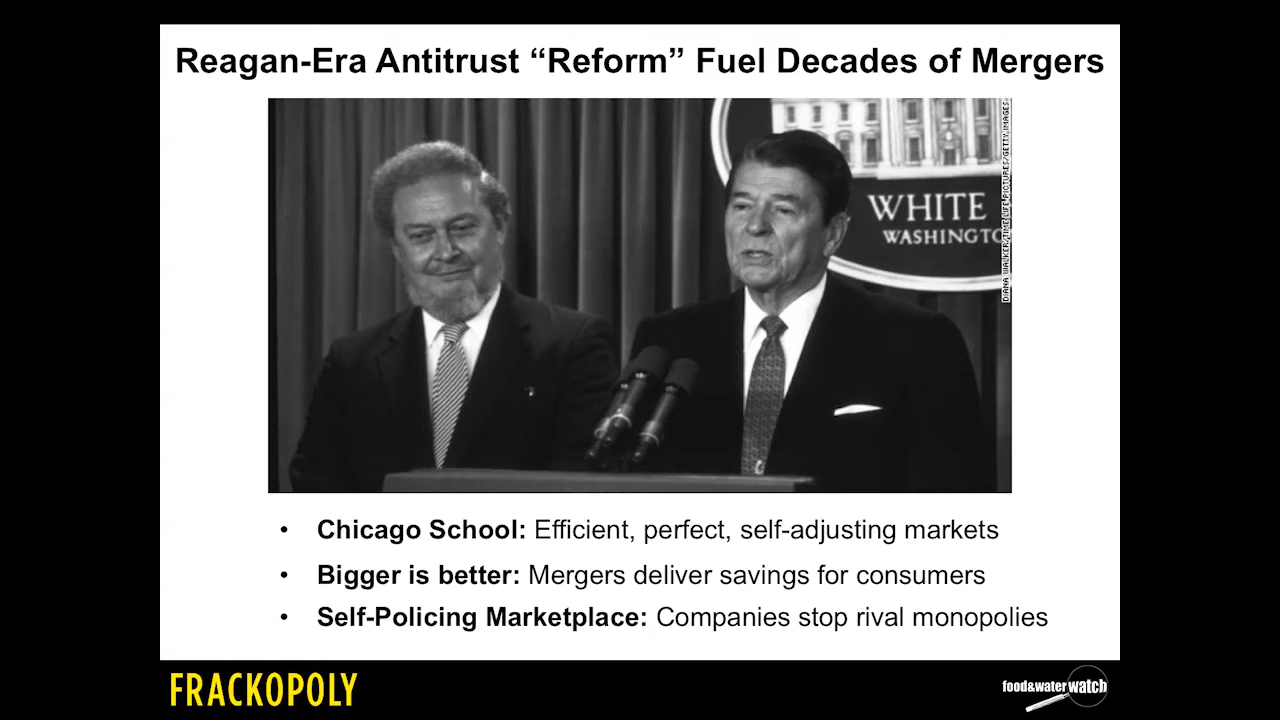 Reagan-Era Antitrust “Reform” Fuel Decades of Mergers
WHITE
WASHINGTO
DIANA WALKER/TIME LIFE PICTURES/GETTY IMAGES
• Chicago School: Efficient, perfect, self-adjusting markets
• Bigger is better: Mergers deliver savings for consumers
• Self-Policing Marketplace: Companies stop rival monopolies
FRACKOPOLY
food&waterwatch